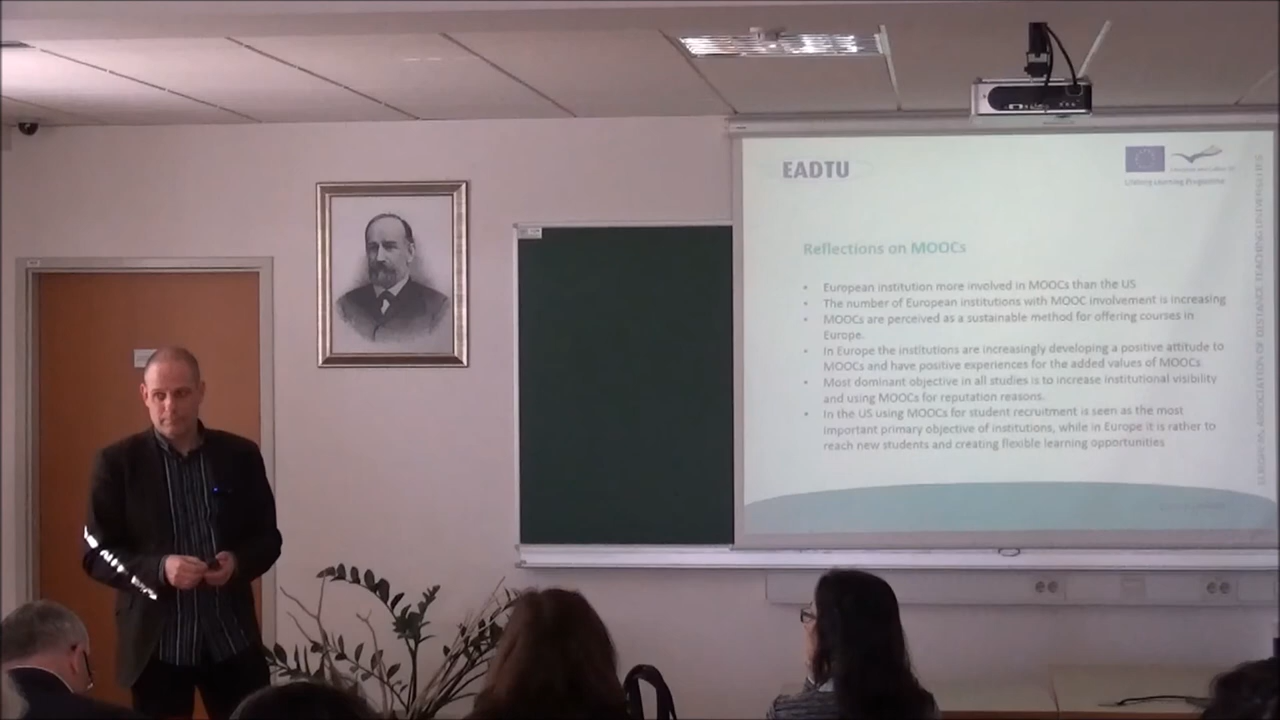 EADTU
Lifelong Learning Programme
Reflections on MOOCs
• European institution more involved in MOOCs than the US
• The number of European institutions with MOOC involvement is increasing
• MOOCs are perceived as a sustainable method for offering courses in
Europe.
• In Europe the institutions are increasingly developing a positive attitude to
MOOCs and have positive experiences for the added values of MOOCs
• Most dominant objective in all studies is to increase institutional visibility
and using MOOCs for reputation reasons.
• In the US using MOOCs for student recruitment is seen as the most
important primary objective of institutions, while in Europe it is rather to
reach new students and creating flexible learning opportunities
EUROPEAN ASSOCIATION OF DISTANCE TEACHING UNIVERSITIES